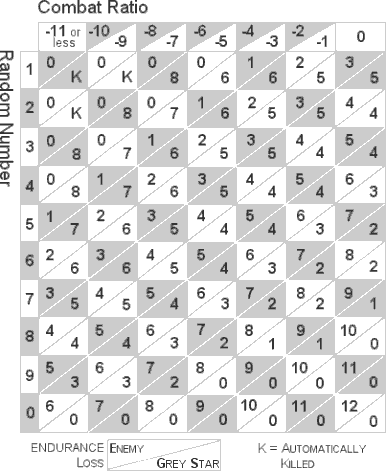 Combat Ratio
Random Number
-11 or less -10 -9 -8 -7 -6 -5 -4 -3 -2 -1 0
1 0 K 0 K 0 8 0 6 1 6 2 5 3 5
2 0 K 0 8 0 7 1 6 2 5 3 5 4 4
3 0 8 0 7 1 6 2 5 3 5 4 4 5 4
4 0 8 1 7 2 6 3 5 4 4 5 4 6 3
5 1 7 2 6 3 5 4 4 5 4 6 3 7 2
6 2 6 3 6 4 5 5 4 6 3 7 2 8 2
7 3 5 4 5 5 4 6 3 7 2 8 2 9 1
8 4 4 5 4 6 3 7 2 8 1 9 1 10 0
9 5 3 6 3 7 2 8 0 9 0 10 0 11 0
0 6 0 7 0 8 0 9 0 10 0 11 0 12 0
ENDURANCE Loss
ENEMY
GREY STAR
K = AUTOMATICALLY KILLED